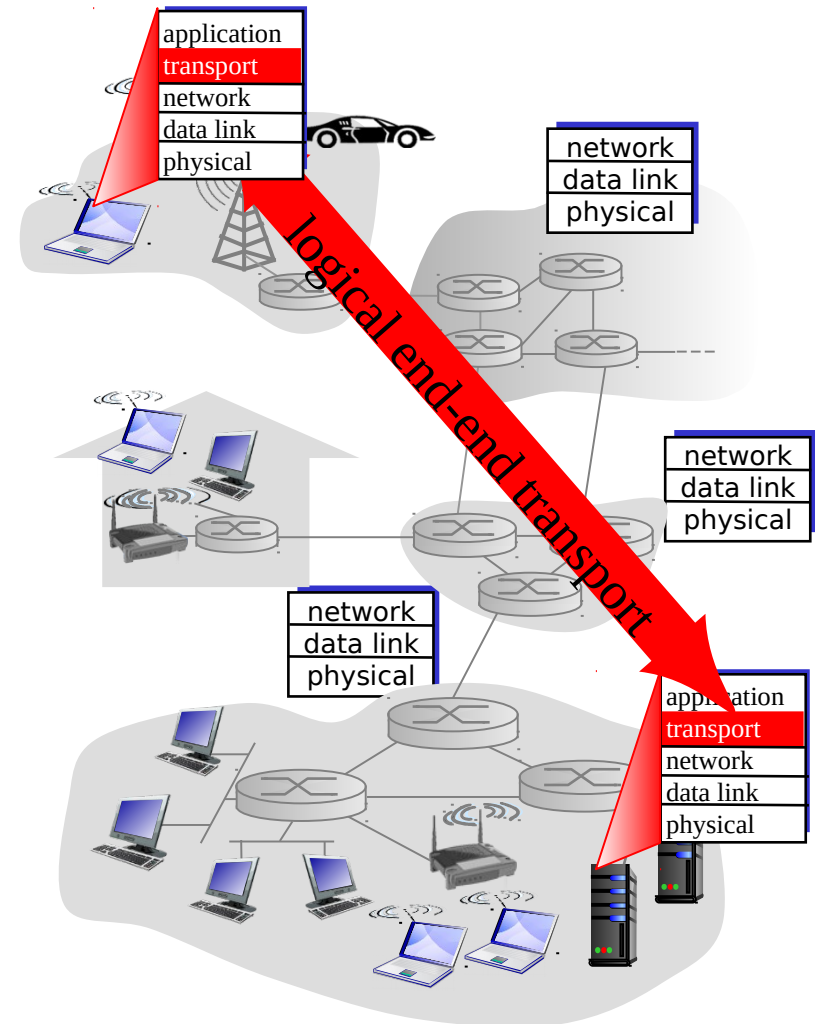 application
transport
network
data link
physical
network
data link
physical
logical end-end transport
network
data link
physical
network
data link
physical
application
transport
network
data link
physical